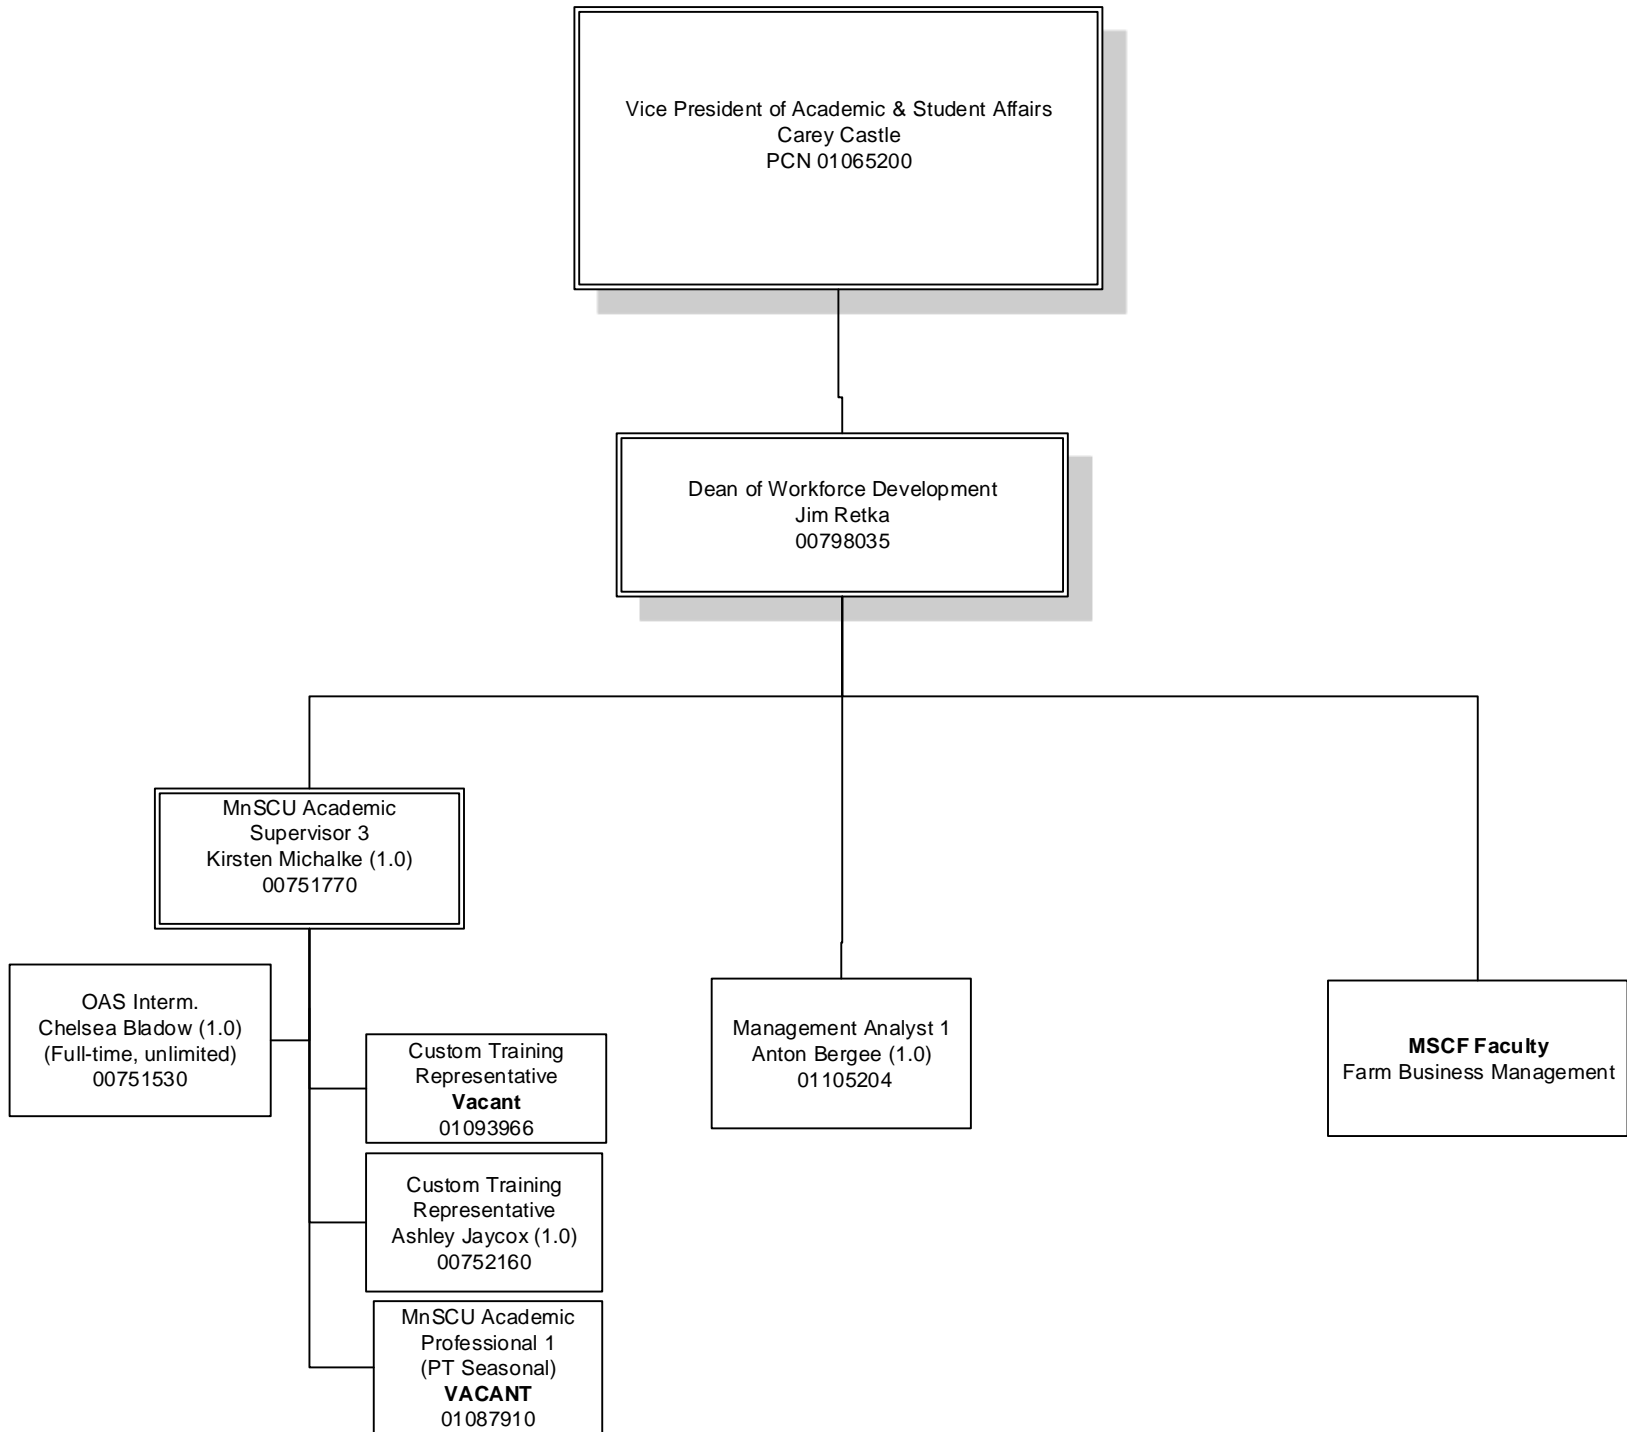 Vice President of Academic & Student Affairs
Carey Castle
PCN 01065200
Dean of Workforce Development
Jim Retka
00798035
MnSCU Academic
Supervisor 3
Kirsten Michalke (1.0)
00751770
OAS Interm.
Chelsea Bladow (1.0)
(Full-time, unlimited)
00751530
Custom Training
Representative
Vacant
01093966
Custom Training
Representative
Ashley Jaycox (1.0)
00752160
MnSCU Academic
Professional 1
(PT Seasonal)
VACANT
01087910
Management Analyst 1
Anton Bergee (1.0)
01105204
MSCF Faculty
Farm Business Management